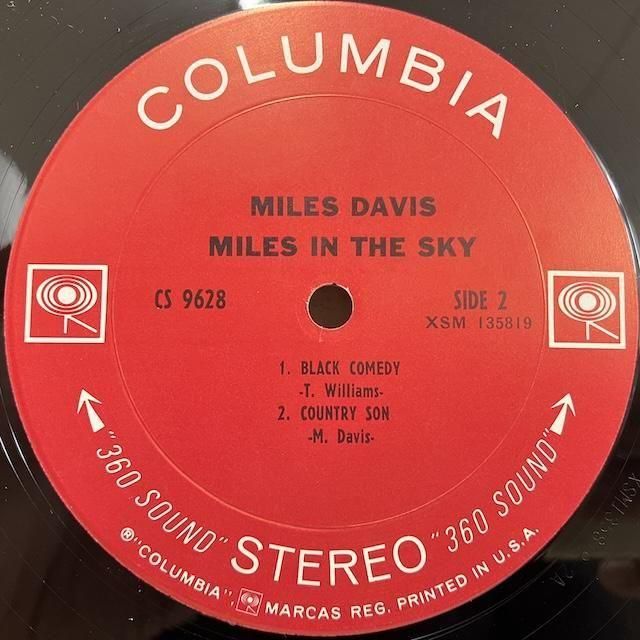 COLUMBIA
MILES DAVIS
MILES IN THE SKY
CS 9628
SIDE 2
XSM 135819
1. BLACK COMEDY
-T. Williams-
2. COUNTRY SON
-M. Davis-
"360 SOUND" STEREO "360 SOUND"
® "COLUMBIA", MARCAS REG. PRINTED IN U.S.A.